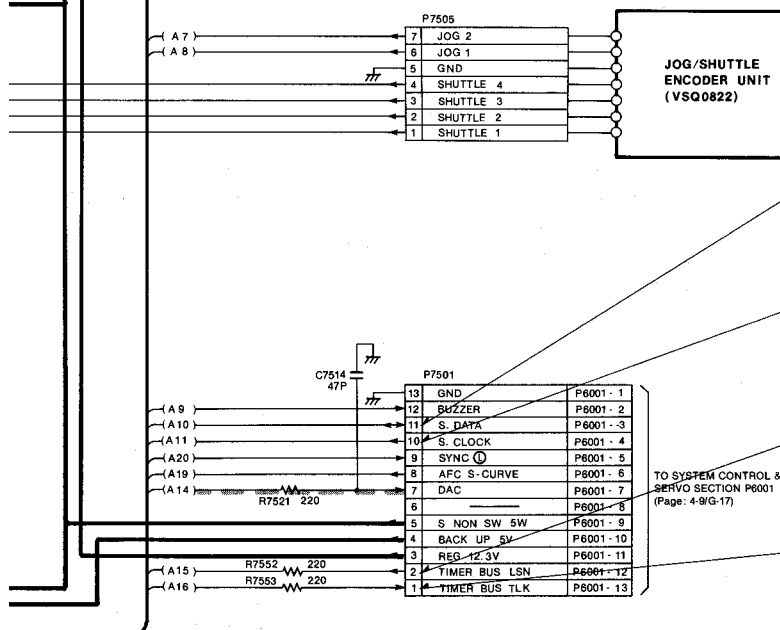 P7505
(A7) 7 JOG 2
(A8) 6 JOG 1
5 GND
4 SHUTTLE 4
3 SHUTTLE 3
2 SHUTTLE 2
1 SHUTTLE 1
JOG/SHUTTLE
ENCODER UNIT
(VSQ0822)
C7514
47P
P7501
13 GND P6001 - 1
(A9) 12 BUZZER P6001 - 2
(A10) 11 S. DATA P6001 - 3
(A11) 10 S. CLOCK P6001 - 4
(A20) 9 SYNC Ⓛ P6001 - 5
(A19) 8 AFC S-CURVE P6001 - 6
(A14) R7521 220 7 DAC P6001 - 7
6 P6001 - 8
5 S NON SW 5W P6001 - 9
4 BACK UP 5V P6001 - 10
3 REG 12.3V P6001 - 11
(A15) R7552 220 2 TIMER BUS LSN P6001 - 12
(A16) R7553 220 1 TIMER BUS TLK P6001 - 13
TO SYSTEM CONTROL &
SERVO SECTION P6001
(Page: 4-9/G-17)